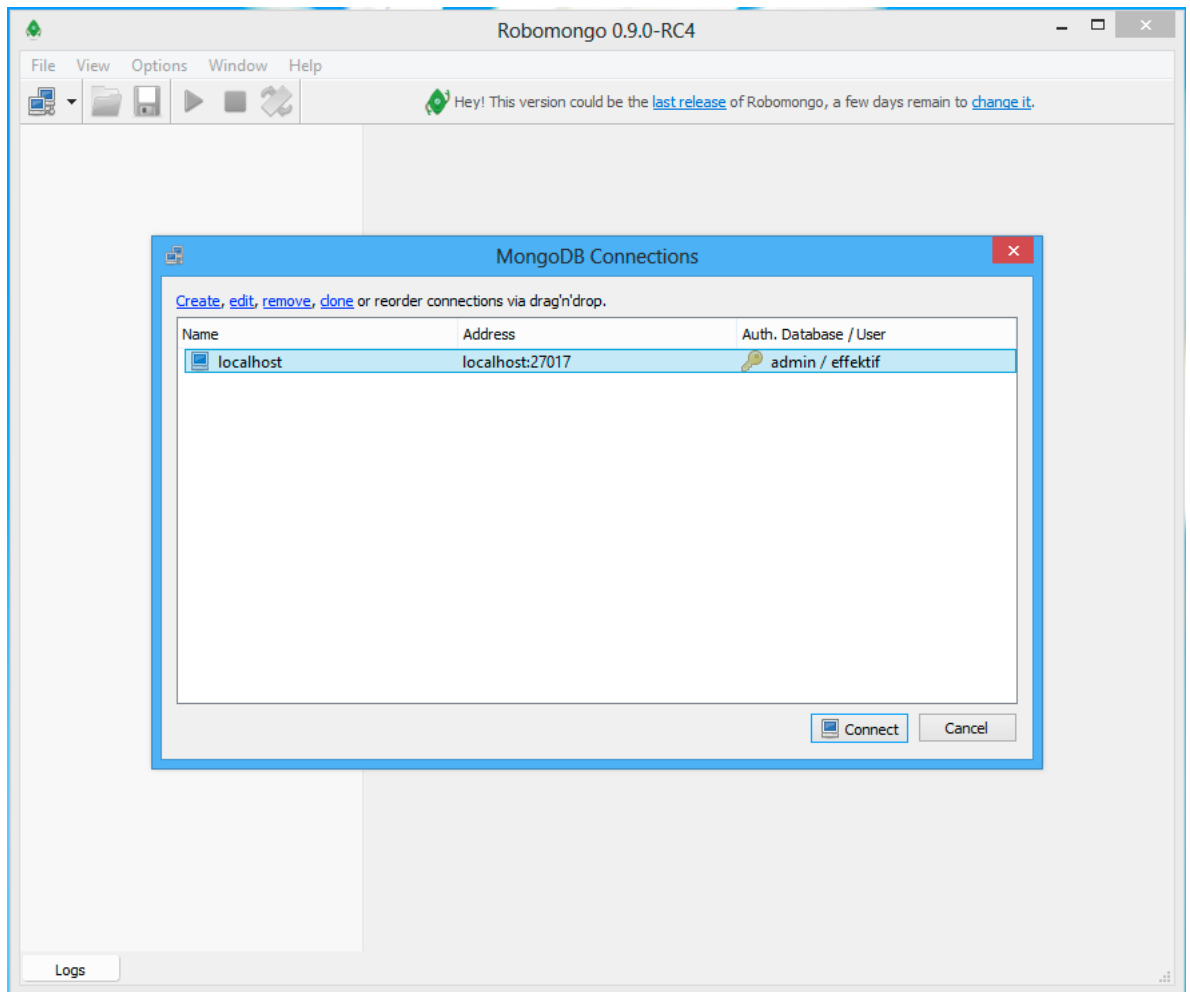 Robomongo 0.9.0-RC4
File View Options Window Help
Hey! This version could be the last release of Robomongo, a few days remain to change it.
MongoDB Connections
Create, edit, remove, clone or reorder connections via drag'n'drop.
Name Address Auth. Database / User
localhost localhost:27017 admin / effektif
Connect Cancel
Logs